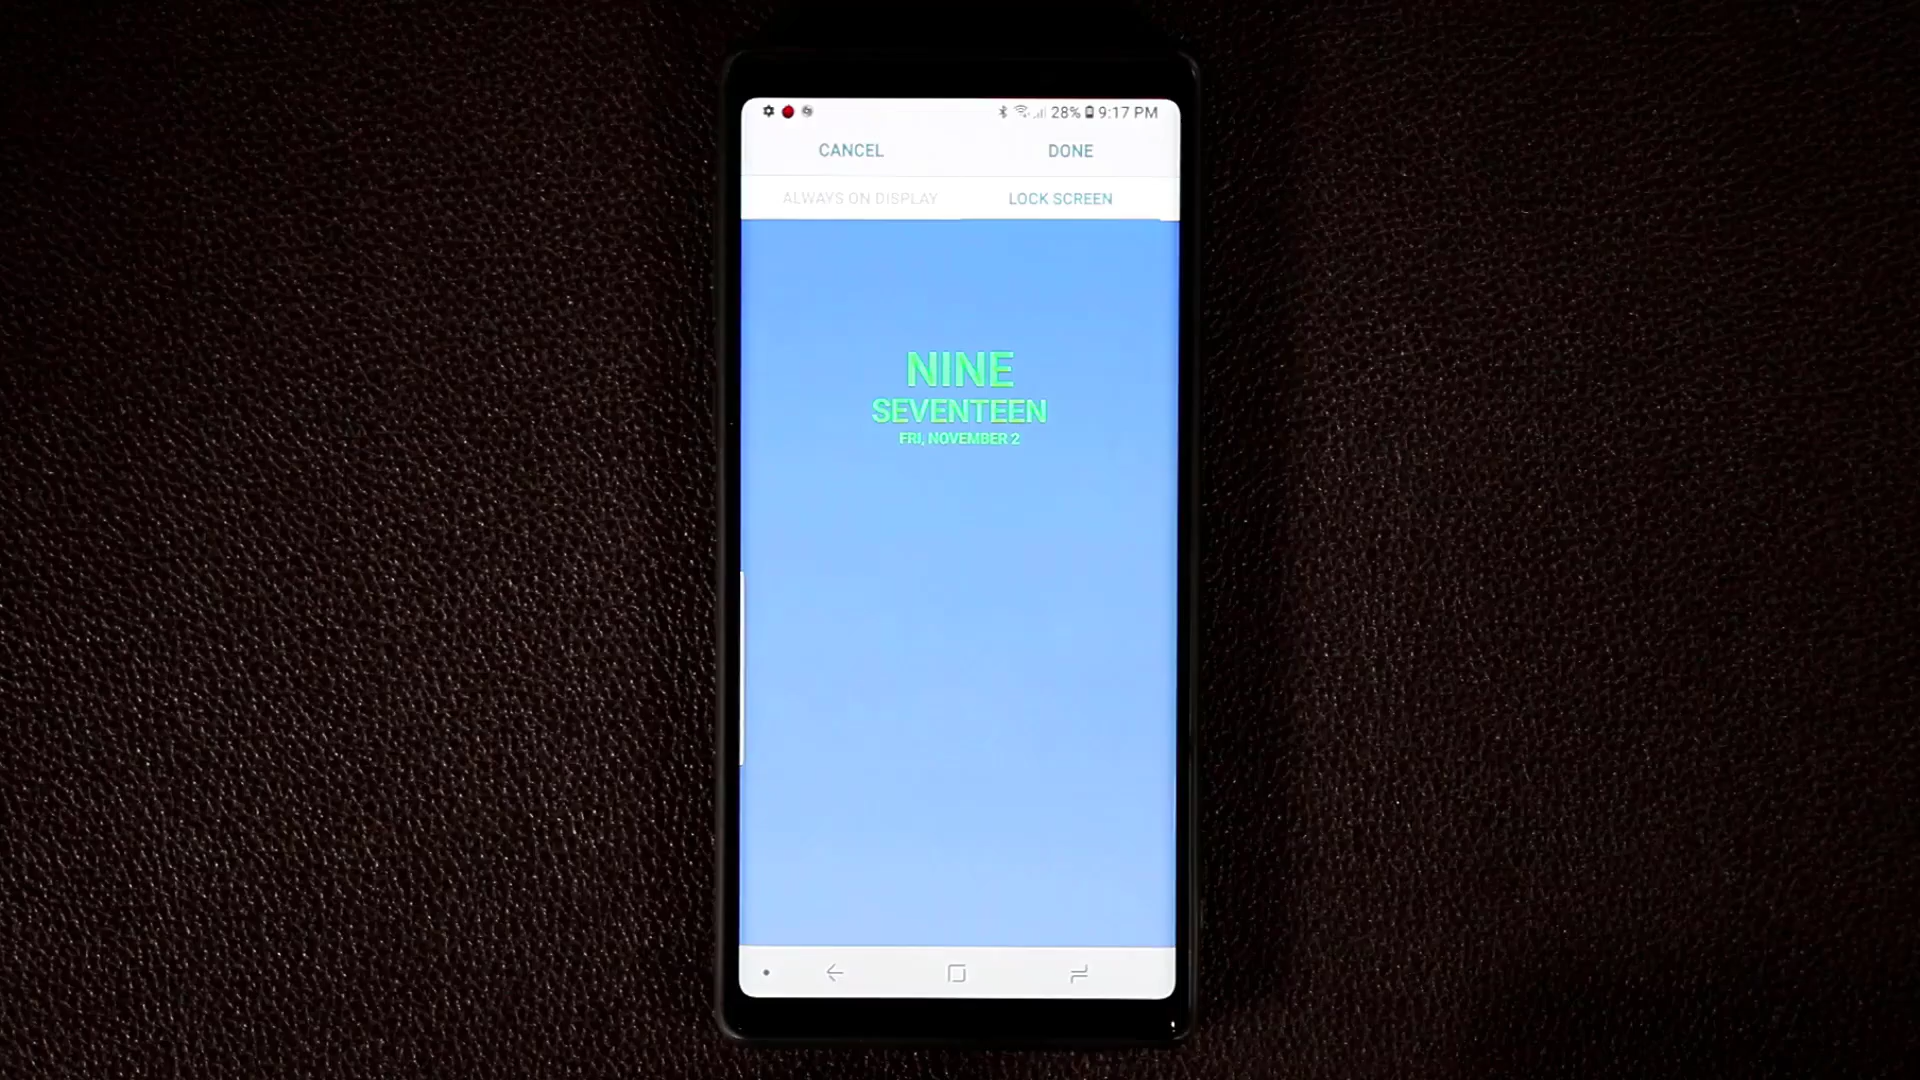 28% 9:17 PM
CANCEL DONE
ALWAYS ON DISPLAY LOCK SCREEN
NINE
SEVENTEEN
FRI, NOVEMBER 2